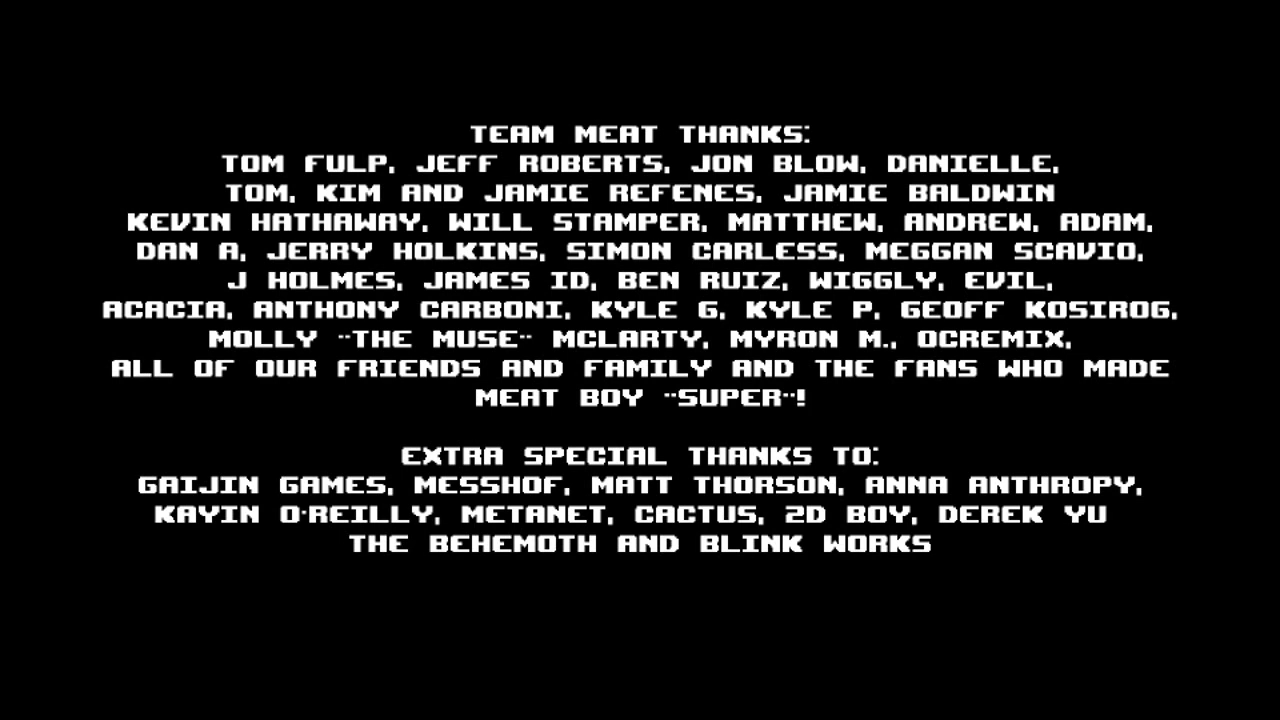 TEAM MEAT THANKS:
TOM FULP, JEFF ROBERTS, JON BLOW, DANIELLE,
TOM, KIM AND JAMIE REFENES, JAMIE BALDWIN
KEVIN HATHAWAY, WILL STAMPER, MATTHEW, ANDREW, ADAM,
DAN A, JERRY HOLKINS, SIMON CARLESS, MEGGAN SCAVIO,
J HOLMES, JAMES ID, BEN RUIZ, WIGGLY, EVIL,
ACACIA, ANTHONY CARBONI, KYLE G, KYLE P, GEOFF KOSIROG,
MOLLY "THE MUSE" MCLARTY, MYRON M., OCREMIX,
ALL OF OUR FRIENDS AND FAMILY AND THE FANS WHO MADE
MEAT BOY "SUPER"!
EXTRA SPECIAL THANKS TO:
GAIJIN GAMES, MESSHOF, MATT THORSON, ANNA ANTHROPY,
KAYIN O'REILLY, METANET, CACTUS, 2D BOY, DEREK YU
THE BEHEMOTH AND BLINK WORKS